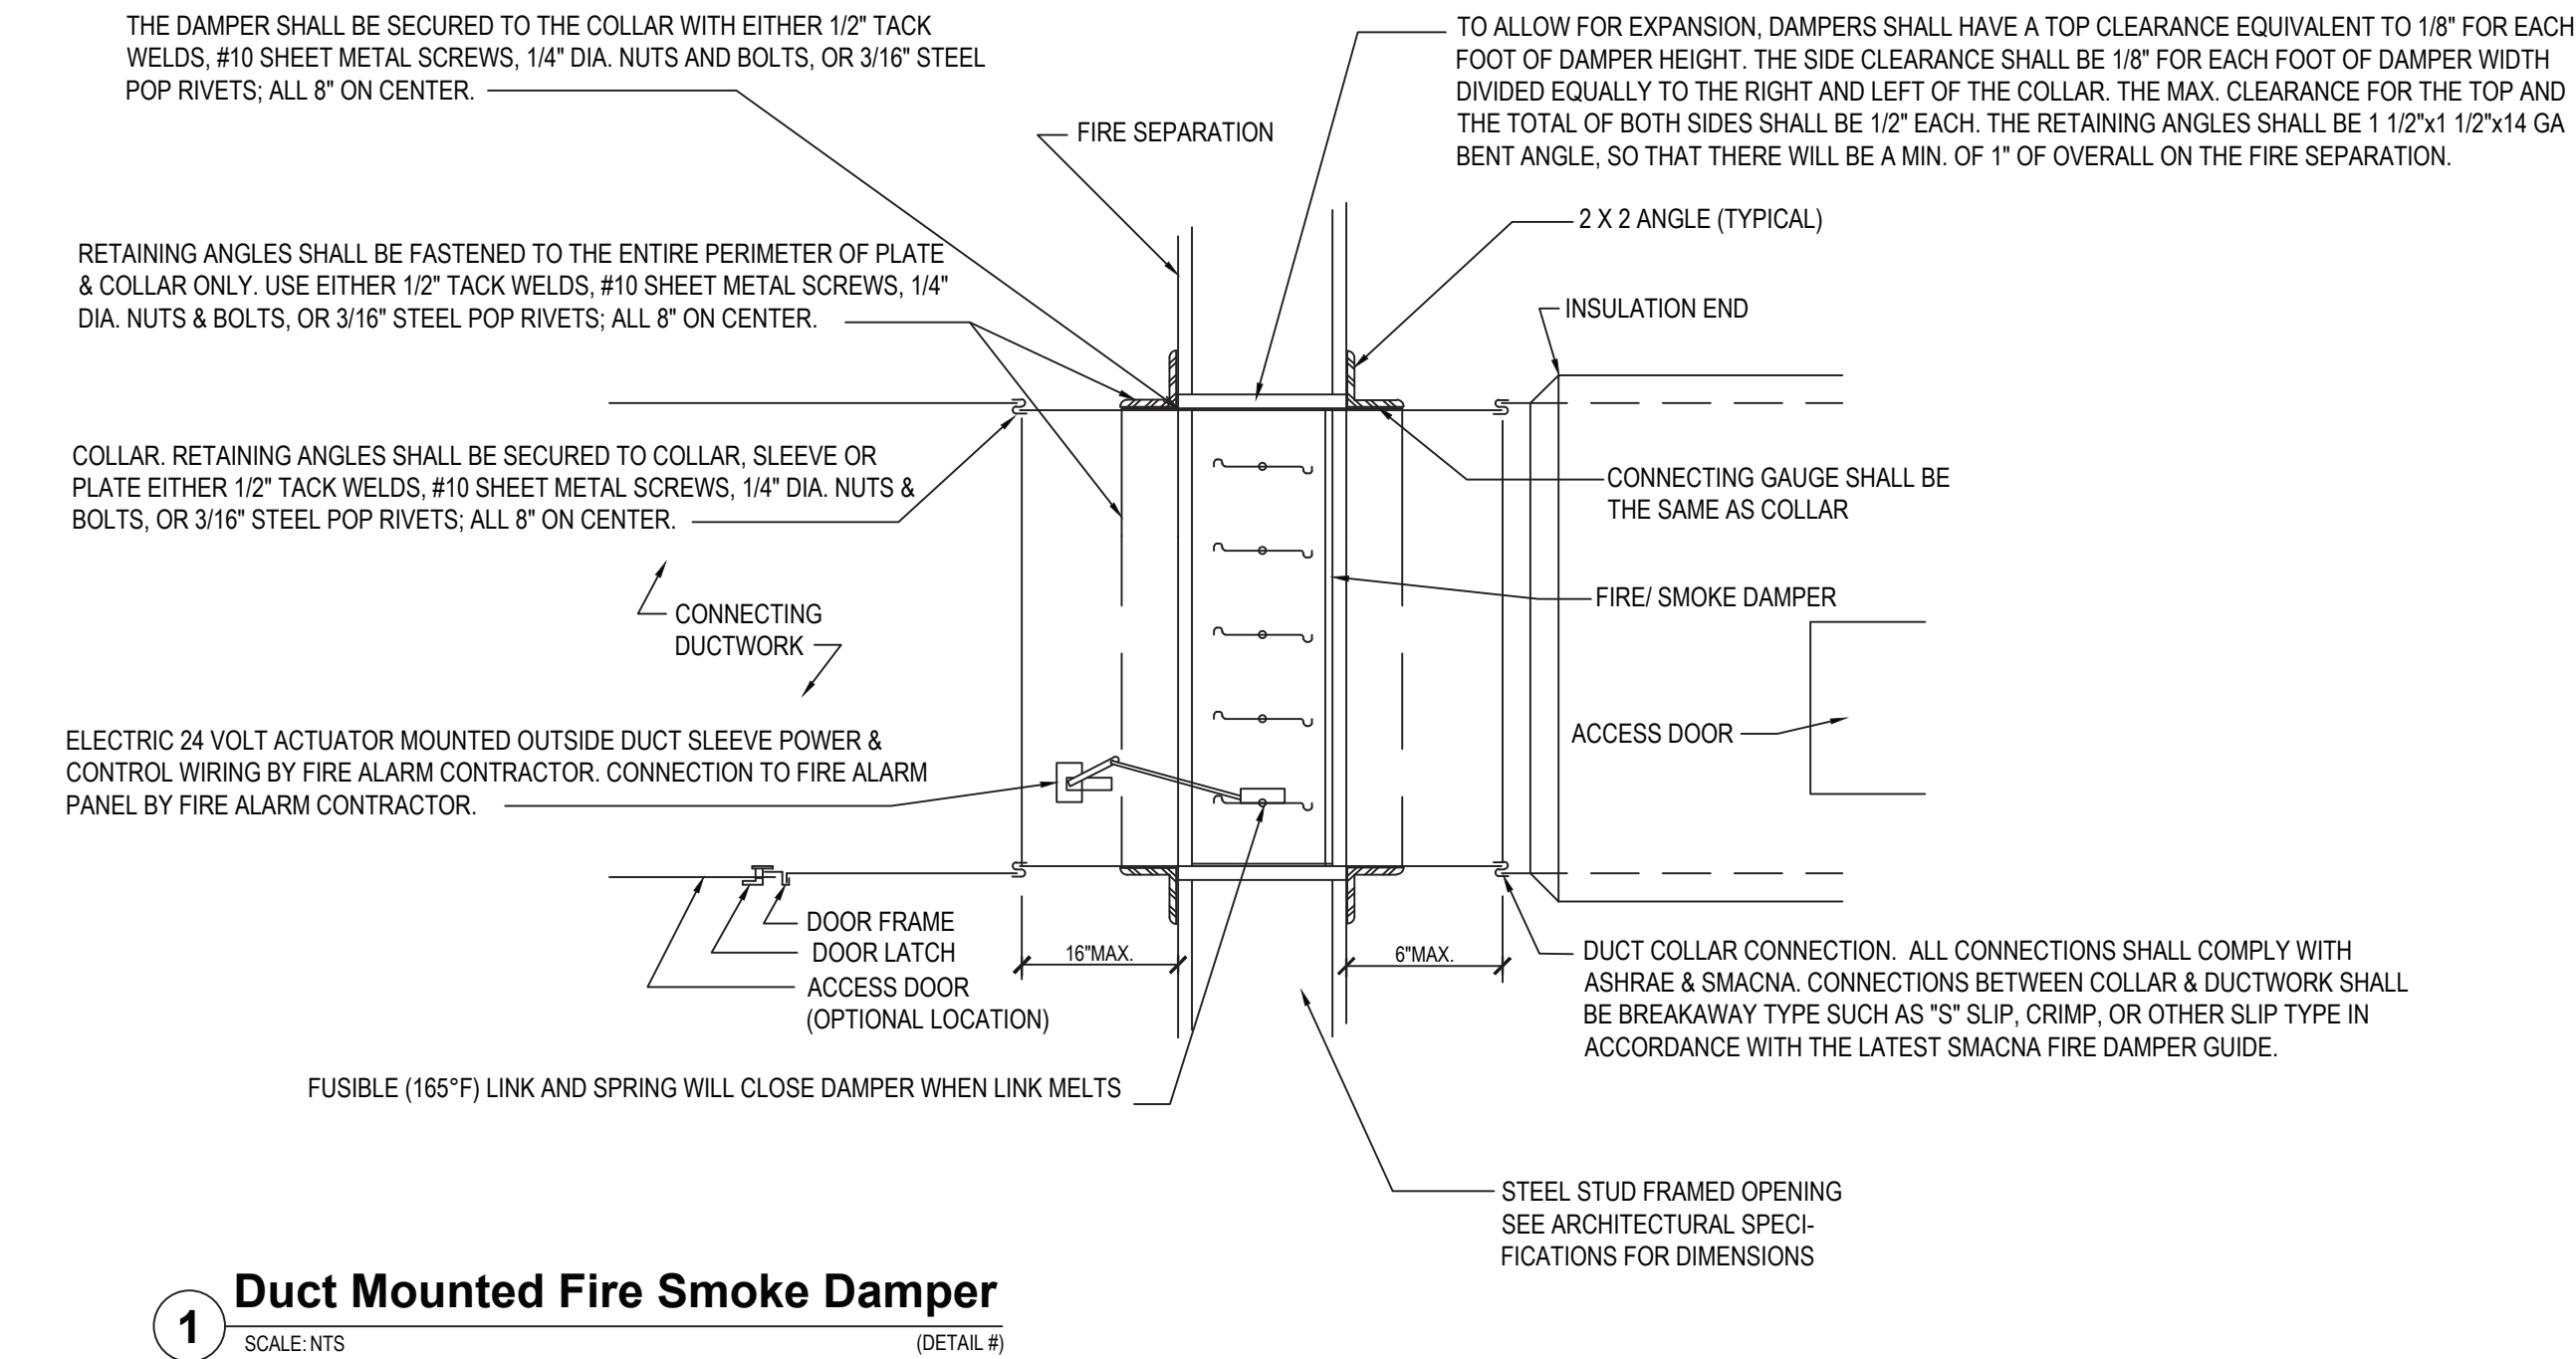 THE DAMPER SHALL BE SECURED TO THE COLLAR WITH EITHER 1/2" TACK
WELDS, #10 SHEET METAL SCREWS, 1/4" DIA. NUTS AND BOLTS, OR 3/16" STEEL
POP RIVETS; ALL 8" ON CENTER.
TO ALLOW FOR EXPANSION, DAMPERS SHALL HAVE A TOP CLEARANCE EQUIVALENT TO 1/8" FOR EACH
FOOT OF DAMPER HEIGHT. THE SIDE CLEARANCE SHALL BE 1/8" FOR EACH FOOT OF DAMPER WIDTH
DIVIDED EQUALLY TO THE RIGHT AND LEFT OF THE COLLAR. THE MAX. CLEARANCE FOR THE TOP AND
THE TOTAL OF BOTH SIDES SHALL BE 1/2" EACH. THE RETAINING ANGLES SHALL BE 1 1/2"x1 1/2"x14 GA
BENT ANGLE, SO THAT THERE WILL BE A MIN. OF 1" OF OVERALL ON THE FIRE SEPARATION.
FIRE SEPARATION
2 X 2 ANGLE (TYPICAL)
RETAINING ANGLES SHALL BE FASTENED TO THE ENTIRE PERIMETER OF PLATE
& COLLAR ONLY. USE EITHER 1/2" TACK WELDS, #10 SHEET METAL SCREWS, 1/4"
DIA. NUTS & BOLTS, OR 3/16" STEEL POP RIVETS; ALL 8" ON CENTER.
INSULATION END
COLLAR. RETAINING ANGLES SHALL BE SECURED TO COLLAR, SLEEVE OR
PLATE EITHER 1/2" TACK WELDS, #10 SHEET METAL SCREWS, 1/4" DIA. NUTS &
BOLTS, OR 3/16" STEEL POP RIVETS; ALL 8" ON CENTER.
CONNECTING GAUGE SHALL BE
THE SAME AS COLLAR
CONNECTING
DUCTWORK
FIRE/ SMOKE DAMPER
ACCESS DOOR
ELECTRIC 24 VOLT ACTUATOR MOUNTED OUTSIDE DUCT SLEEVE POWER &
CONTROL WIRING BY FIRE ALARM CONTRACTOR. CONNECTION TO FIRE ALARM
PANEL BY FIRE ALARM CONTRACTOR.
DOOR FRAME
DOOR LATCH
ACCESS DOOR
(OPTIONAL LOCATION)
16"MAX.
6"MAX.
DUCT COLLAR CONNECTION. ALL CONNECTIONS SHALL COMPLY WITH
ASHRAE & SMACNA. CONNECTIONS BETWEEN COLLAR & DUCTWORK SHALL
BE BREAKAWAY TYPE SUCH AS "S" SLIP, CRIMP, OR OTHER SLIP TYPE IN
ACCORDANCE WITH THE LATEST SMACNA FIRE DAMPER GUIDE.
FUSIBLE (165°F) LINK AND SPRING WILL CLOSE DAMPER WHEN LINK MELTS
STEEL STUD FRAMED OPENING
SEE ARCHITECTURAL SPECI-
FICATIONS FOR DIMENSIONS
1
Duct Mounted Fire Smoke Damper
SCALE: NTS
(DETAIL #)